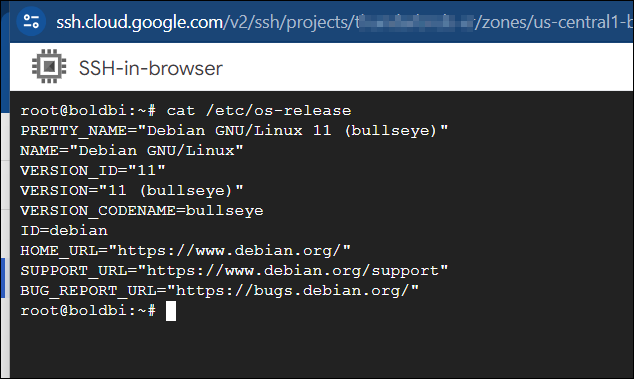 ssh.cloud.google.com/v2/ssh/projects/t /zones/us-central1-b
SSH-in-browser
root@boldbi:~# cat /etc/os-release
PRETTY_NAME="Debian GNU/Linux 11 (bullseye)"
NAME="Debian GNU/Linux"
VERSION_ID="11"
VERSION="11 (bullseye)"
VERSION_CODENAME=bullseye
ID=debian
HOME_URL="https://www.debian.org/"
SUPPORT_URL="https://www.debian.org/support"
BUG_REPORT_URL="https://bugs.debian.org/"
root@boldbi:~#